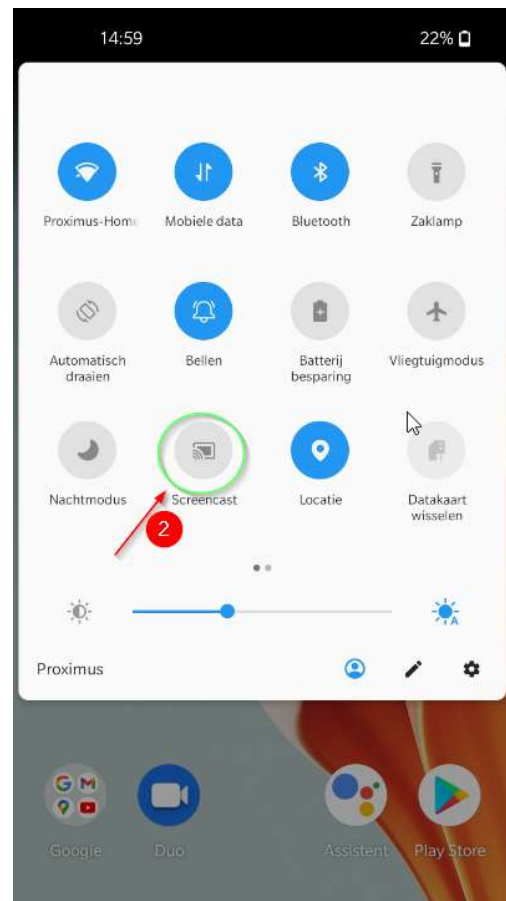 14:59
22%
Proximus-Home
Mobiele data
Bluetooth
Zaklamp
Automatisch
draaien
Bellen
Batterij
besparing
Vliegtuigmodus
Nachtmodus
Screencast
Locatie
Datakaart
wisselen
2
A
Proximus
Google
Duo
Assistent
Play Store